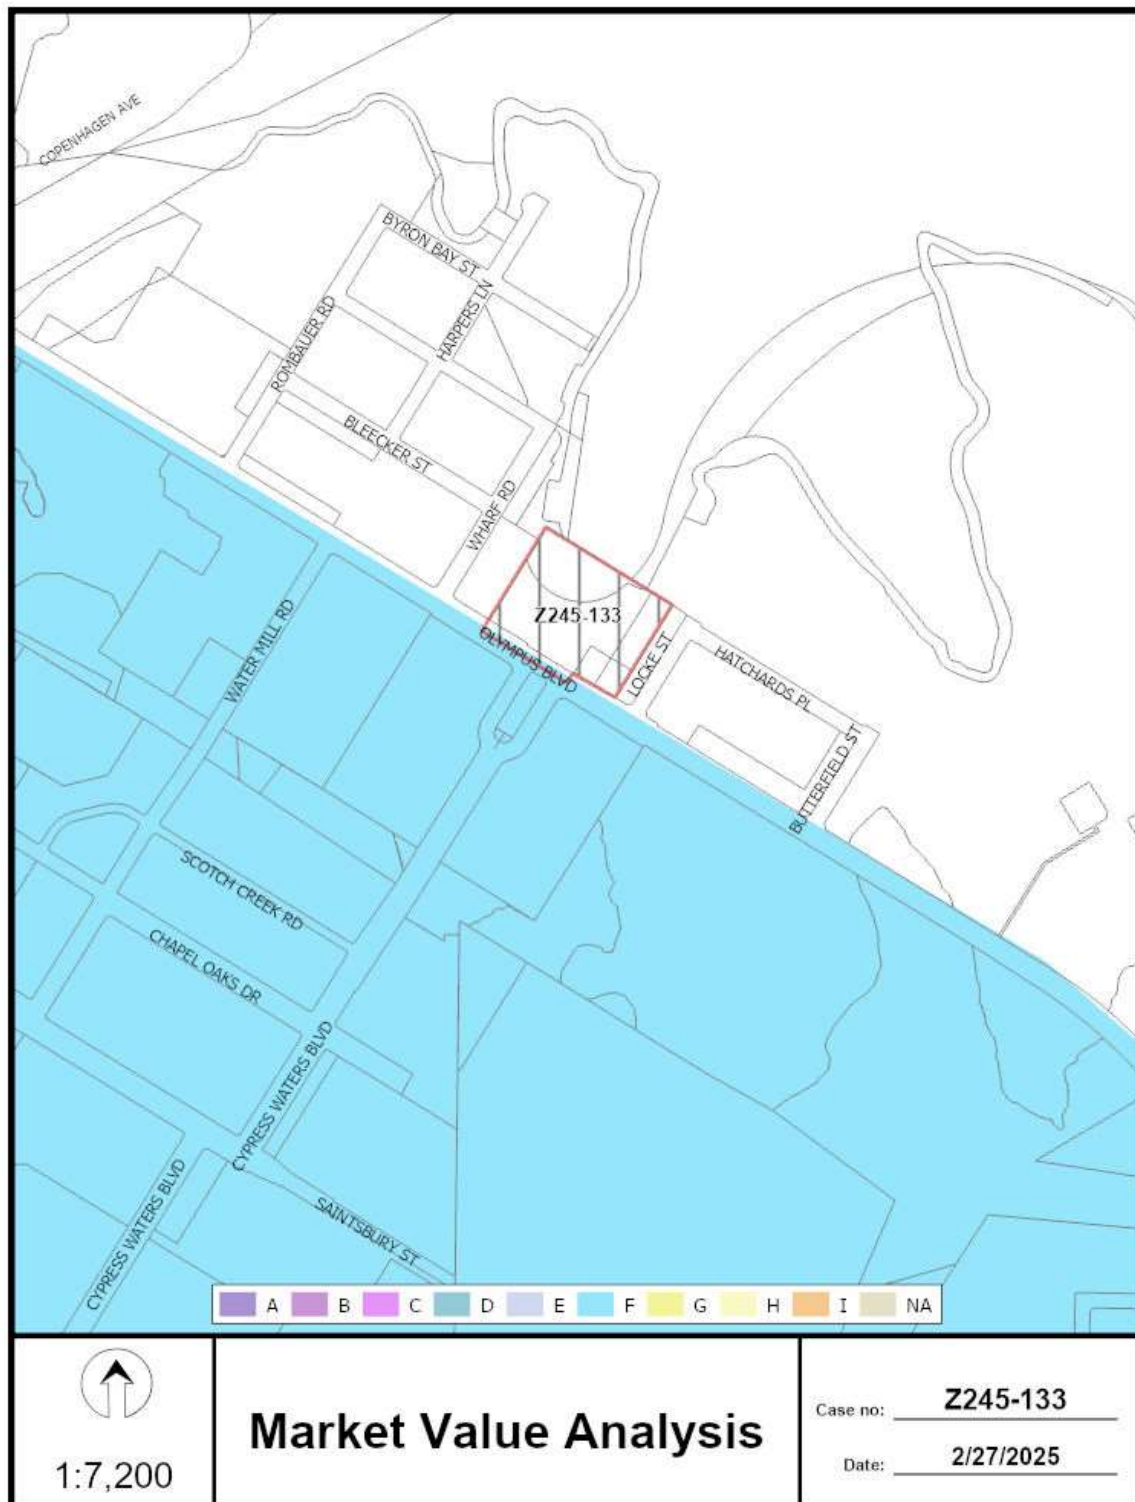 COPENHAGEN AVE
BYRON BAY ST
HARPERS LN
ROMBAUER RD
BLEECKER ST
WHARF RD
Z245-133
OLYMPUS BLVD
LOCKE ST
HATCHARDS PL
WATER MILL RD
BUTTERFIELD ST
SCOTCH CREEK RD
CHAPEL OAKS DR
CYPRESS WATERS BLVD
CYPRESS WATERS BLVD
SAINTSBURY ST
A B C D E F G H I NA
1:7,200
Market Value Analysis
Case no: Z245-133
Date: 2/27/2025